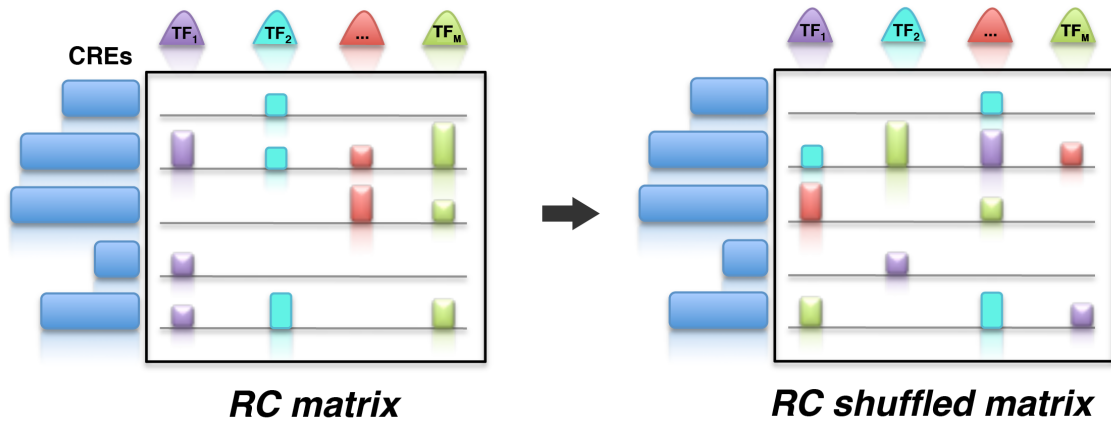 TF1 TF2 ... TFM TF1 TF2 ... TFM
CREs
RC matrix RC shuffled matrix